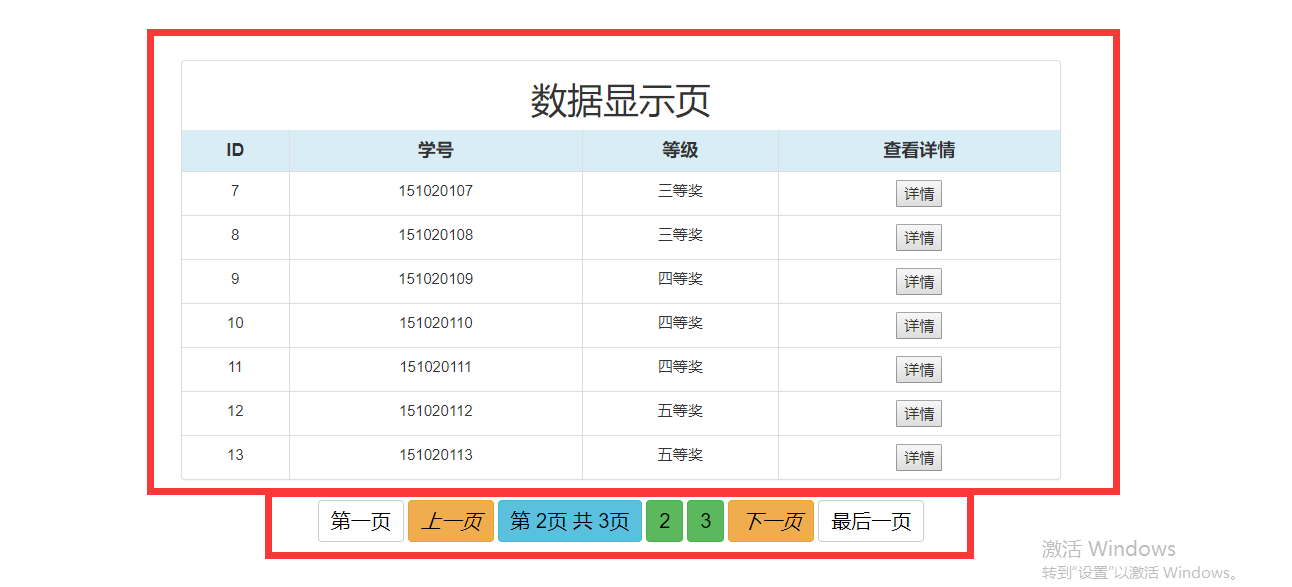 数据显示页
ID 学号 等级 查看详情
7 151020107 三等奖 详情
8 151020108 三等奖 详情
9 151020109 四等奖 详情
10 151020110 四等奖 详情
11 151020111 四等奖 详情
12 151020112 五等奖 详情
13 151020113 五等奖 详情
第一页 上一页 第 2页 共 3页 2 3 下一页 最后一页
激活 Windows
转到"设置"以激活 Windows。